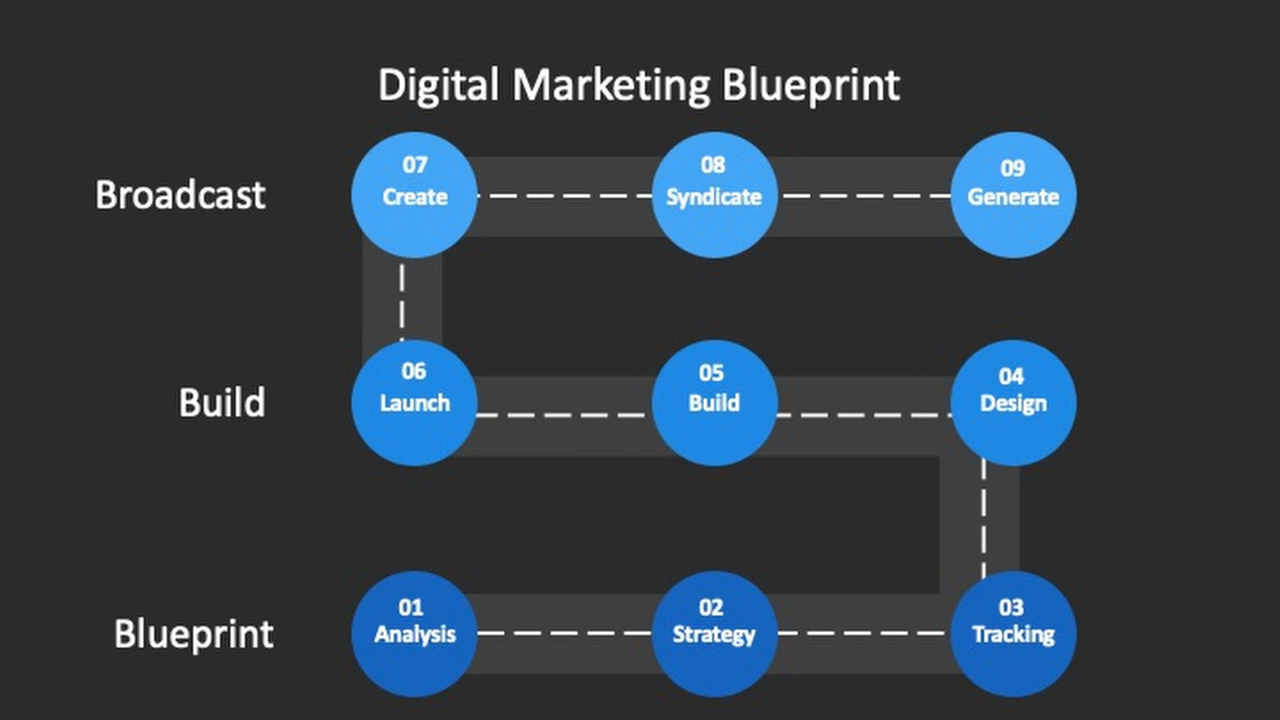 Digital Marketing Blueprint
Broadcast
07
Create
08
Syndicate
09
Generate
Build
06
Launch
05
Build
04
Design
Blueprint
01
Analysis
02
Strategy
03
Tracking